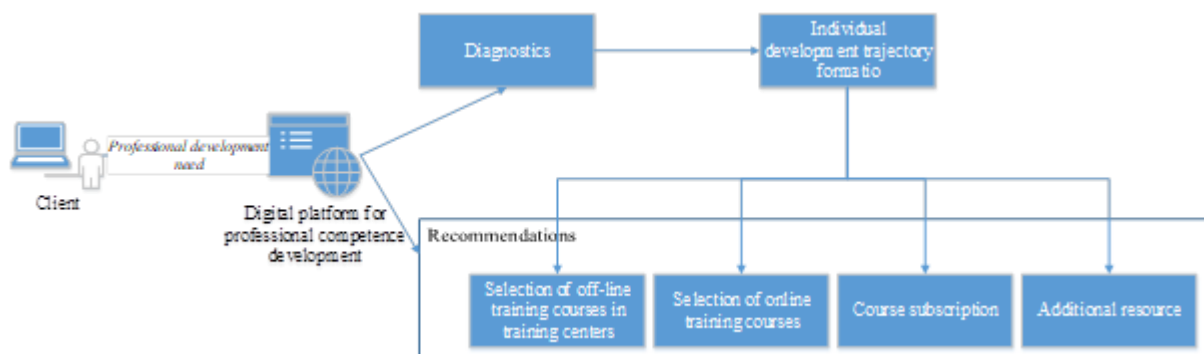 Diagnostics
Individual
development trajectory
formatio
Professional development
need
Client
Digital platform for
professional competence
development
Recommendations
Selection of off-line
training courses in
training centers
Selection of online
training courses
Course subscription
Additional resource